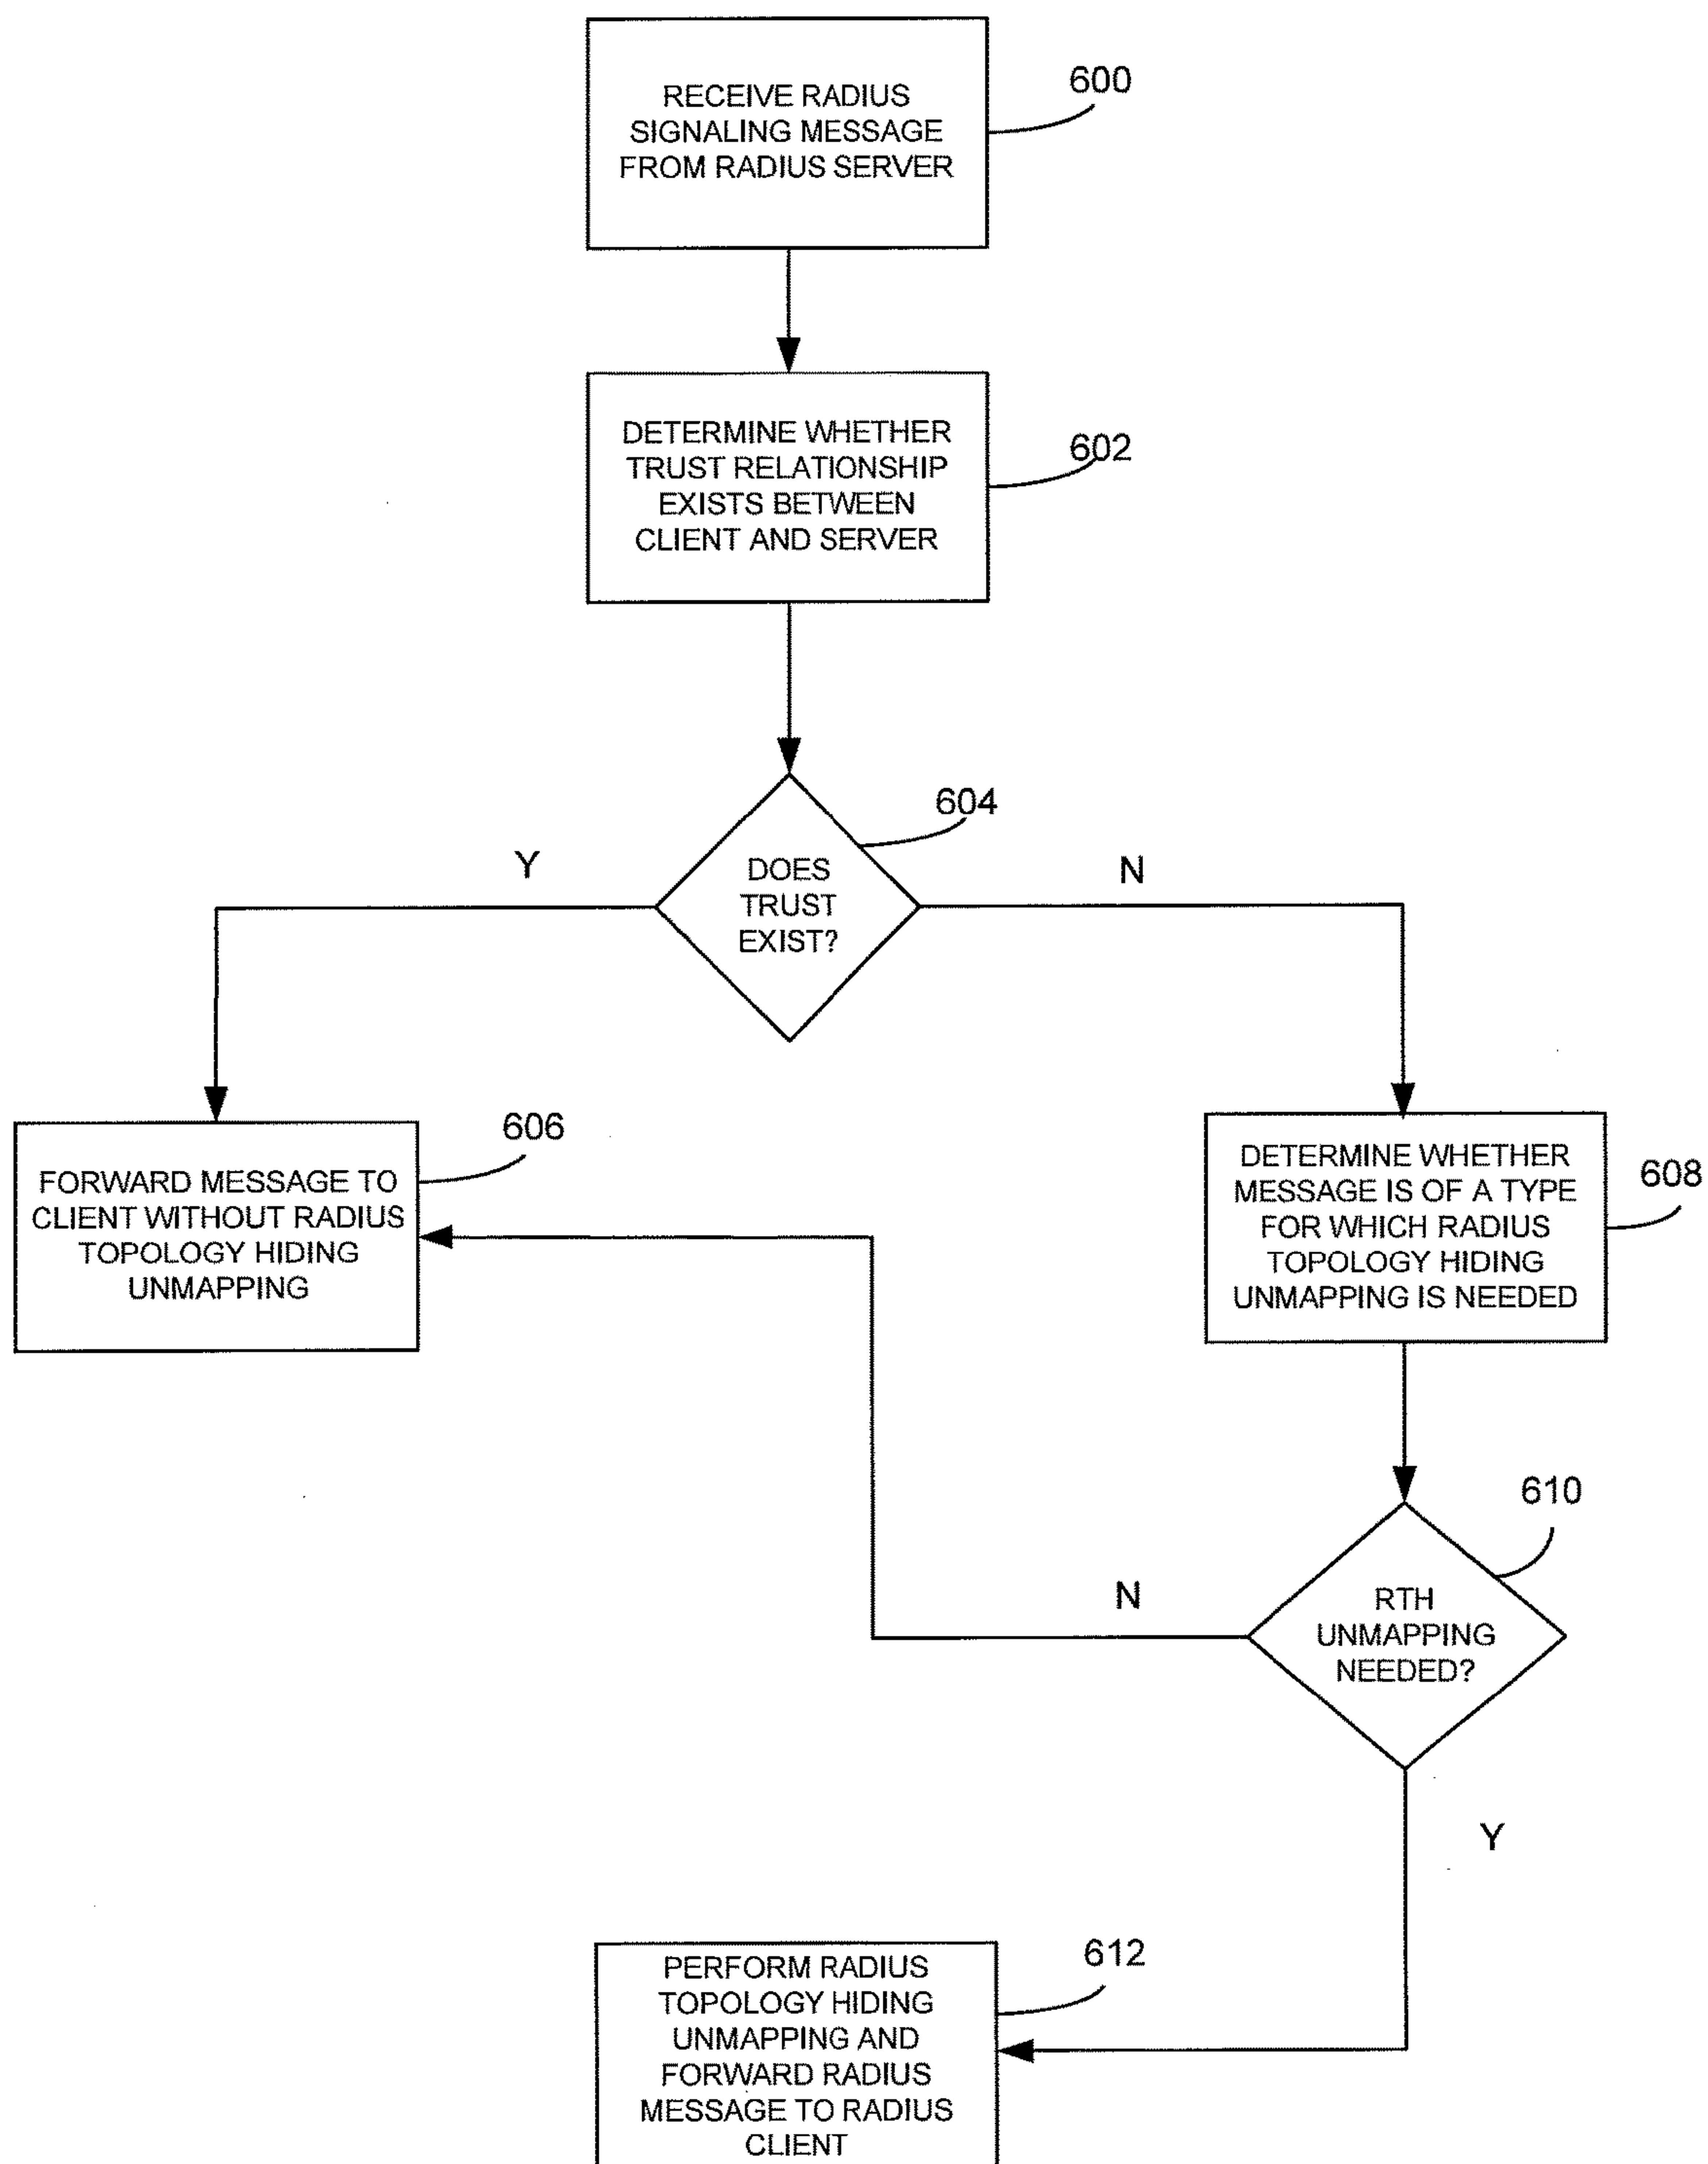 RECEIVE RADIUS
SIGNALING MESSAGE
FROM RADIUS SERVER
600
DETERMINE WHETHER
TRUST RELATIONSHIP
EXISTS BETWEEN
CLIENT AND SERVER
602
604
DOES
TRUST
EXIST?
Y
N
606
FORWARD MESSAGE TO
CLIENT WITHOUT RADIUS
TOPOLOGY HIDING
UNMAPPING
DETERMINE WHETHER
MESSAGE IS OF A TYPE
FOR WHICH RADIUS
TOPOLOGY HIDING
UNMAPPING IS NEEDED
608
610
RTH
UNMAPPING
NEEDED?
N
Y
612
PERFORM RADIUS
TOPOLOGY HIDING
UNMAPPING AND
FORWARD RADIUS
MESSAGE TO RADIUS
CLIENT